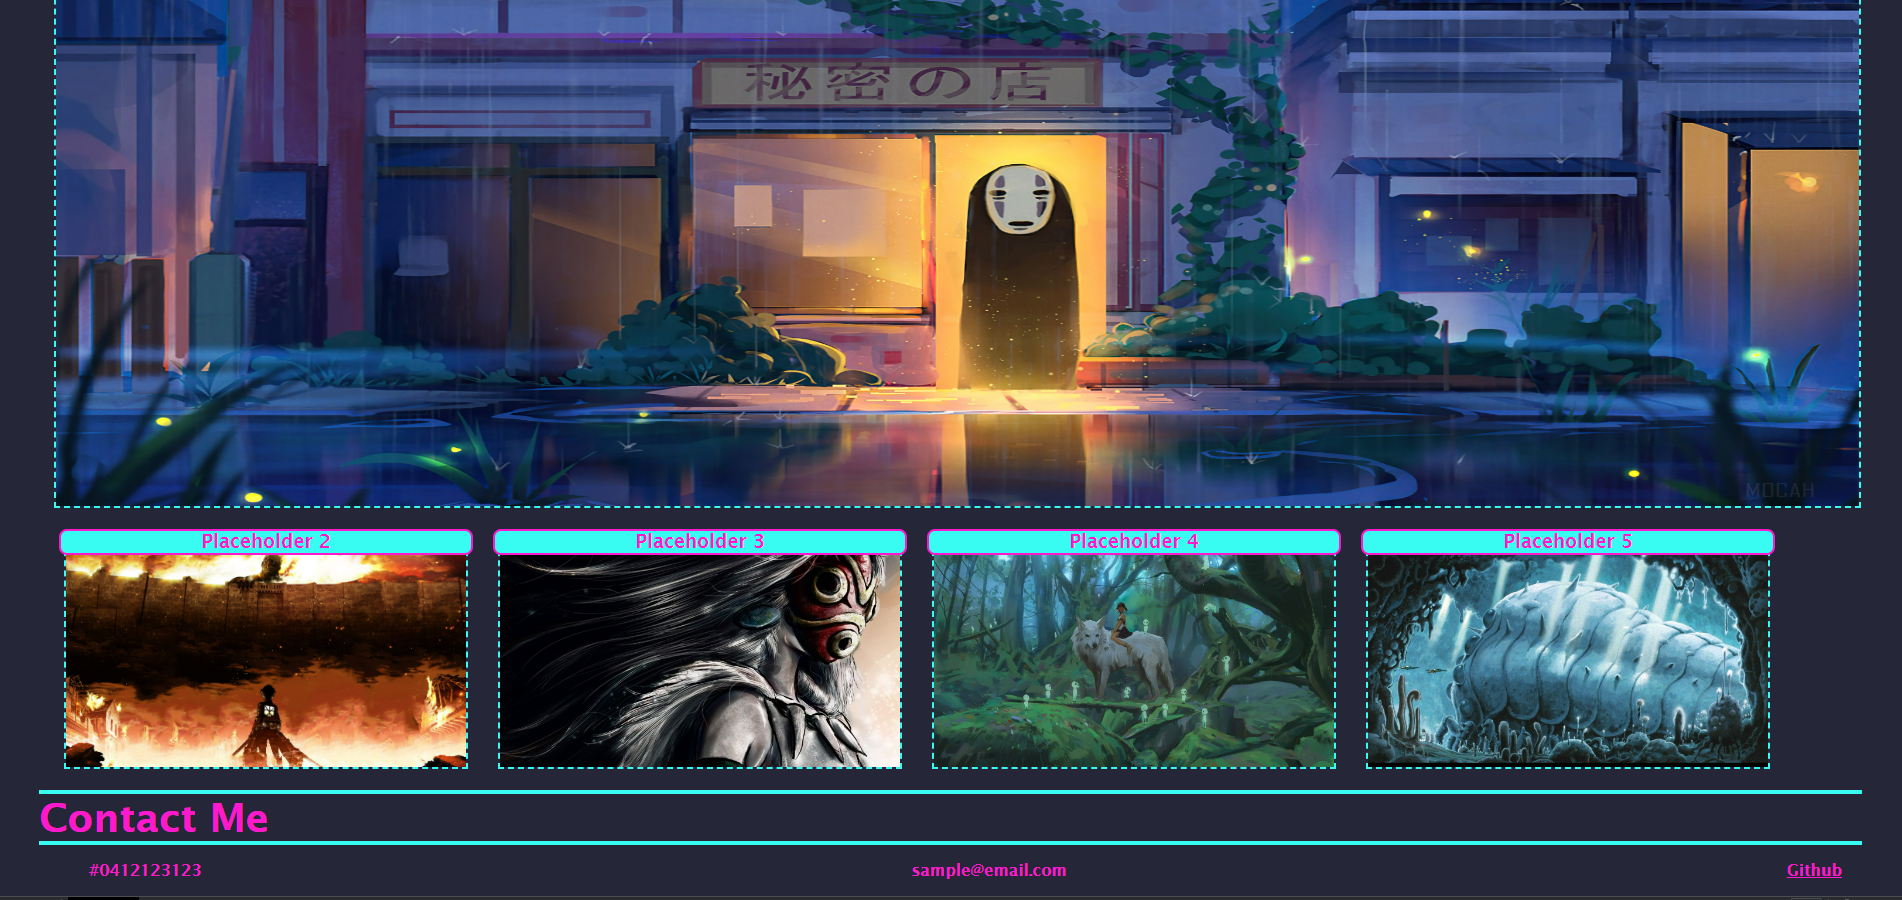 秘密の店
MOCAH
Placeholder 2
Placeholder 3
Placeholder 4
Placeholder 5
Contact Me
#0412123123
sample@email.com
Github